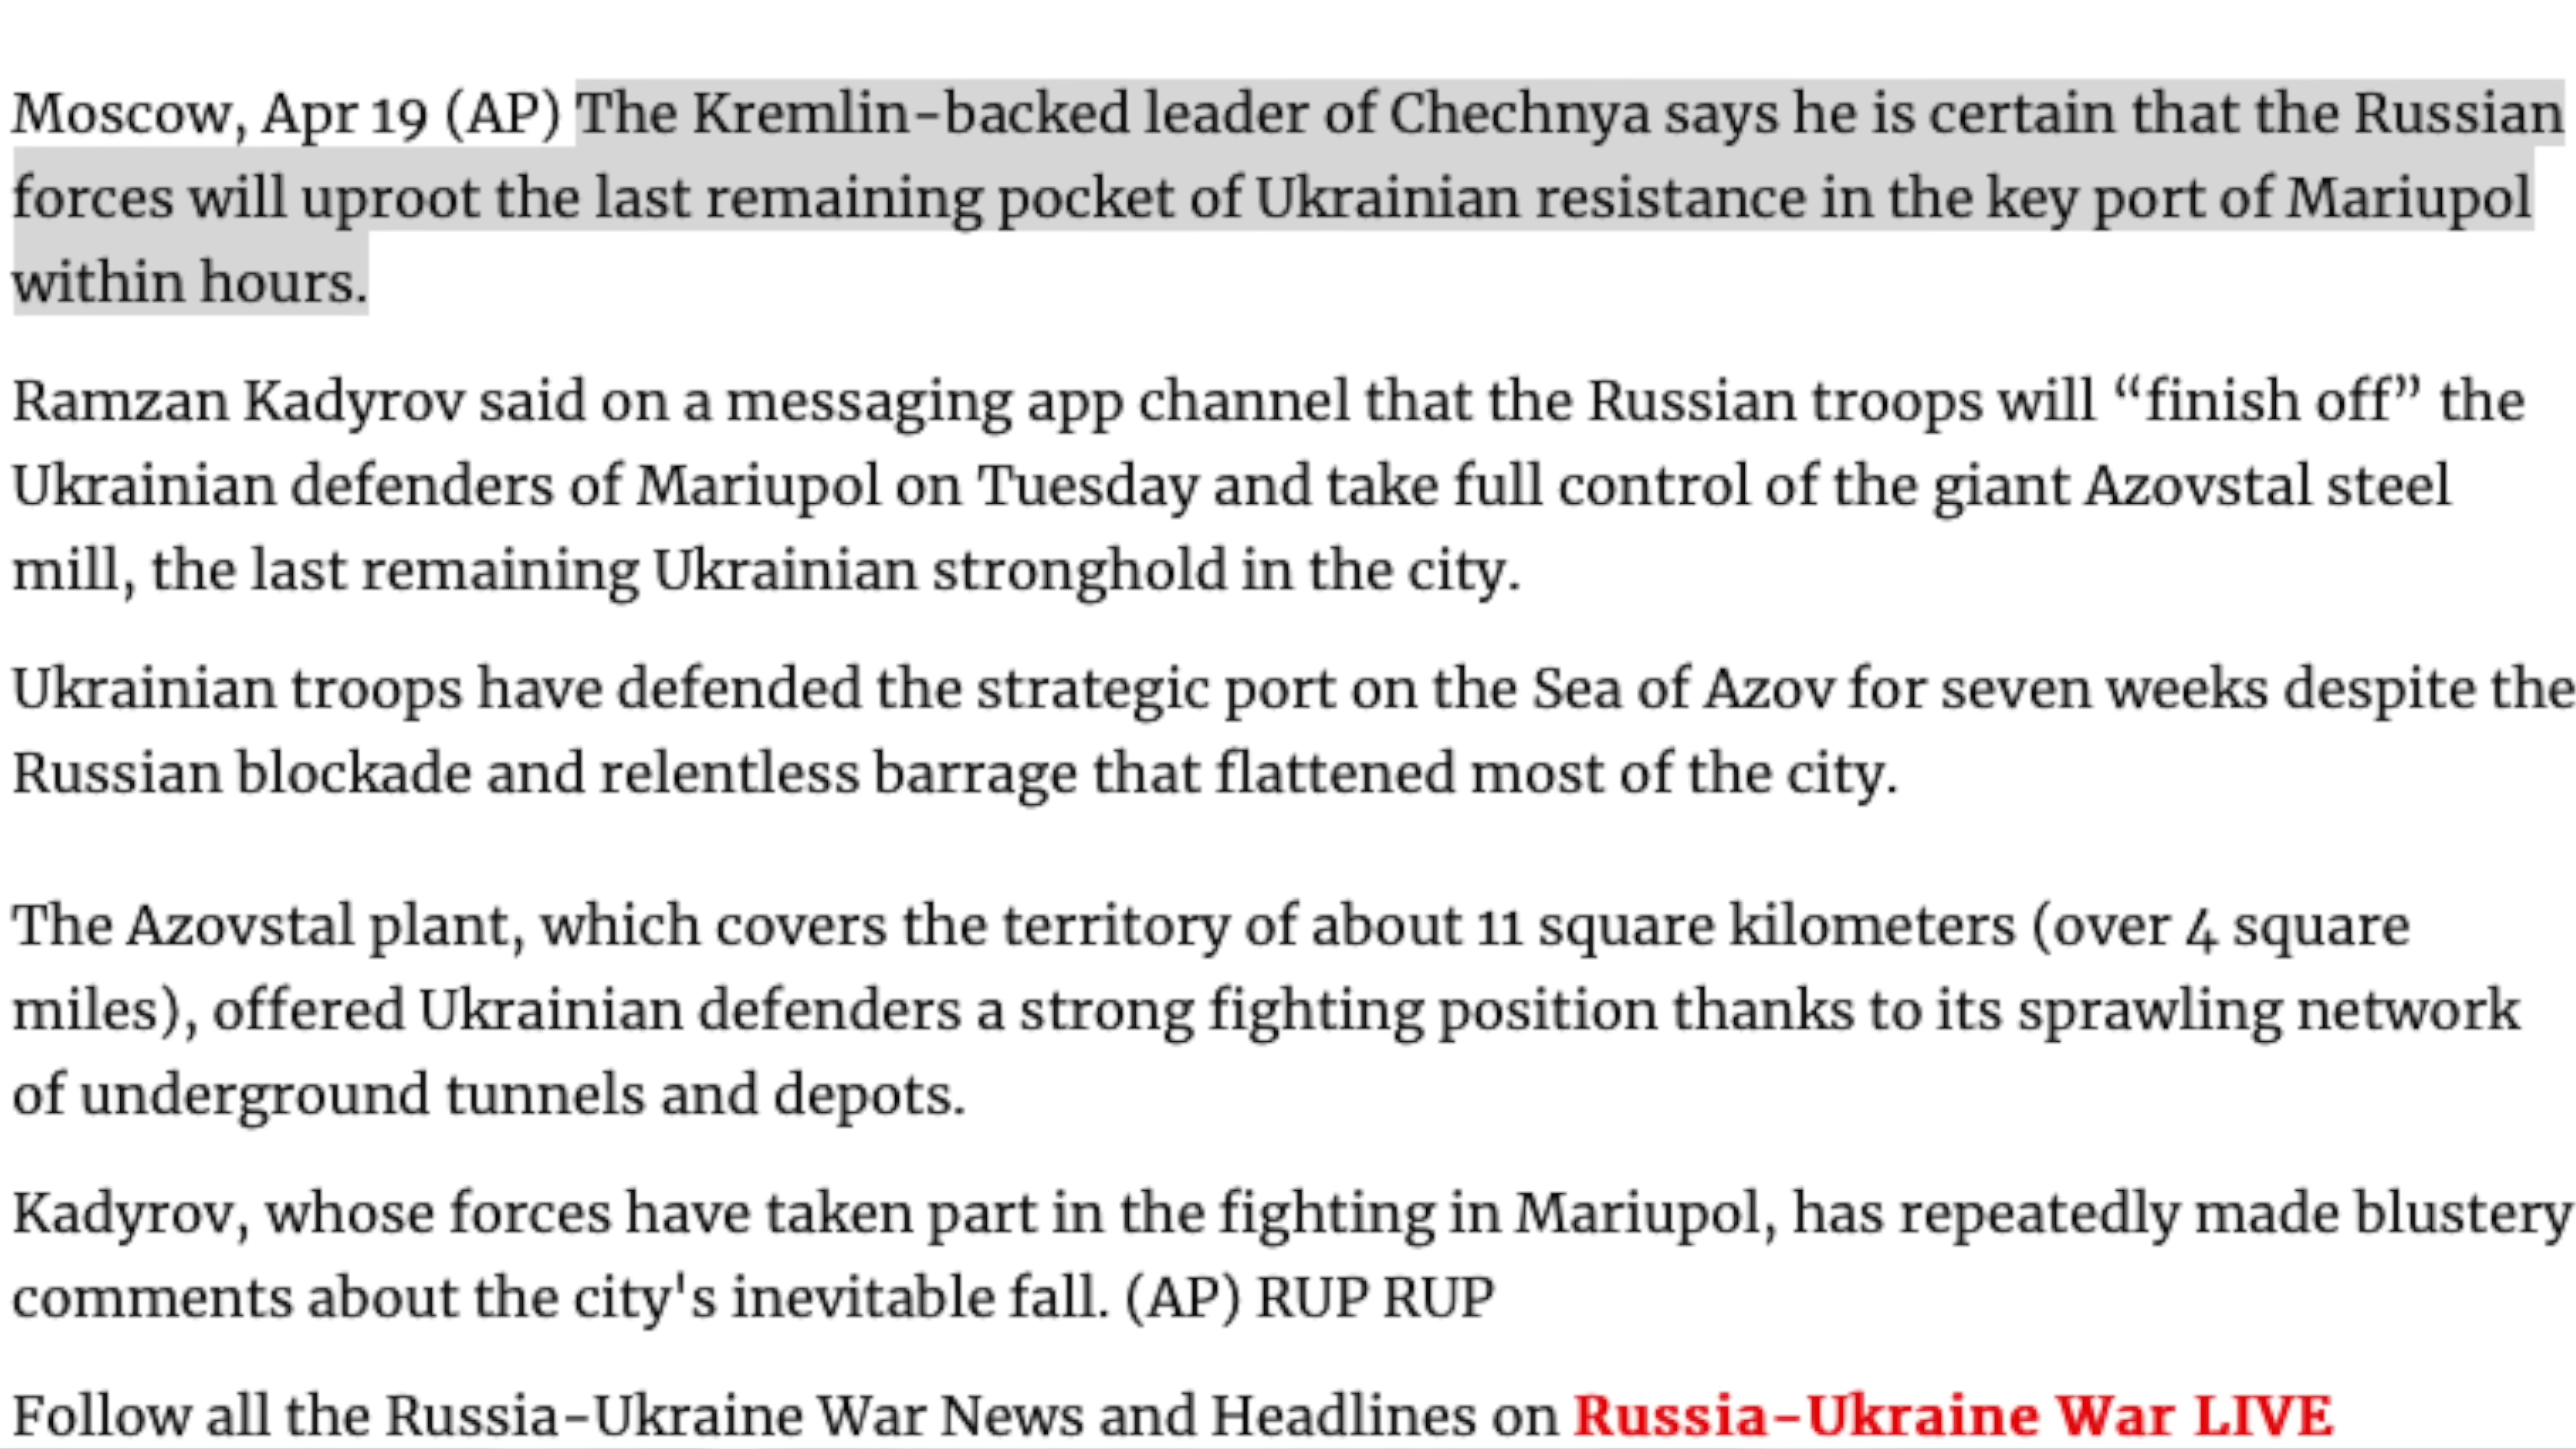 Moscow, Apr 19 (AP) The Kremlin-backed leader of Chechnya says he is certain that the Russian
forces will uproot the last remaining pocket of Ukrainian resistance in the key port of Mariupol
within hours.
Ramzan Kadyrov said on a messaging app channel that the Russian troops will “finish off” the
Ukrainian defenders of Mariupol on Tuesday and take full control of the giant Azovstal steel
mill, the last remaining Ukrainian stronghold in the city.
Ukrainian troops have defended the strategic port on the Sea of Azov for seven weeks despite the
Russian blockade and relentless barrage that flattened most of the city.
The Azovstal plant, which covers the territory of about 11 square kilometers (over 4 square
miles), offered Ukrainian defenders a strong fighting position thanks to its sprawling network
of underground tunnels and depots.
Kadyrov, whose forces have taken part in the fighting in Mariupol, has repeatedly made blustery
comments about the city's inevitable fall. (AP) RUP RUP
Follow all the Russia-Ukraine War News and Headlines on Russia-Ukraine War LIVE